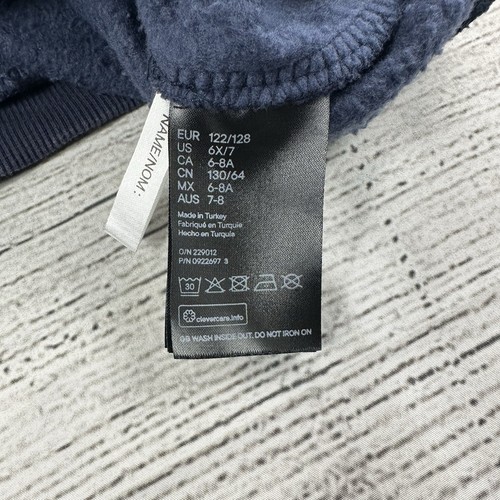 NAME/NOM:
EUR 122/128
US 6X/7
CA 6-8A
CN 130/64
MX 6-8A
AUS 7-8
Made in Turkey
Fabriqué en Turquie
Hecho en Turquía
O/N 229012
P/N 0922697 3
30
clevercare.info
GB WASH INSIDE OUT. DO NOT IRON ON